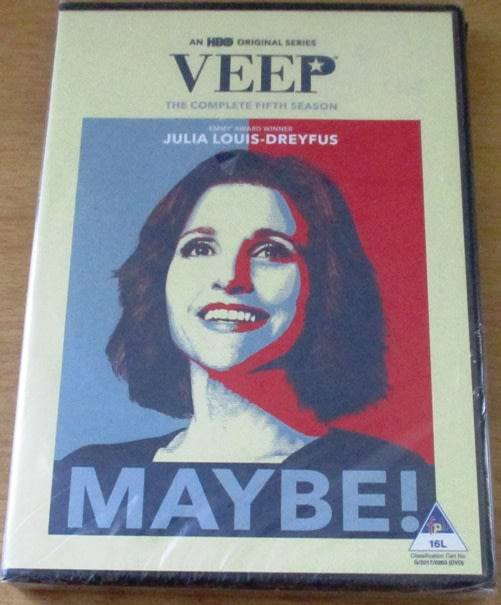 AN HBO ORIGINAL SERIES
VEEP
THE COMPLETE FIFTH SEASON
EMMY AWARD WINNER
JULIA LOUIS-DREYFUS
MAYBE!
16L